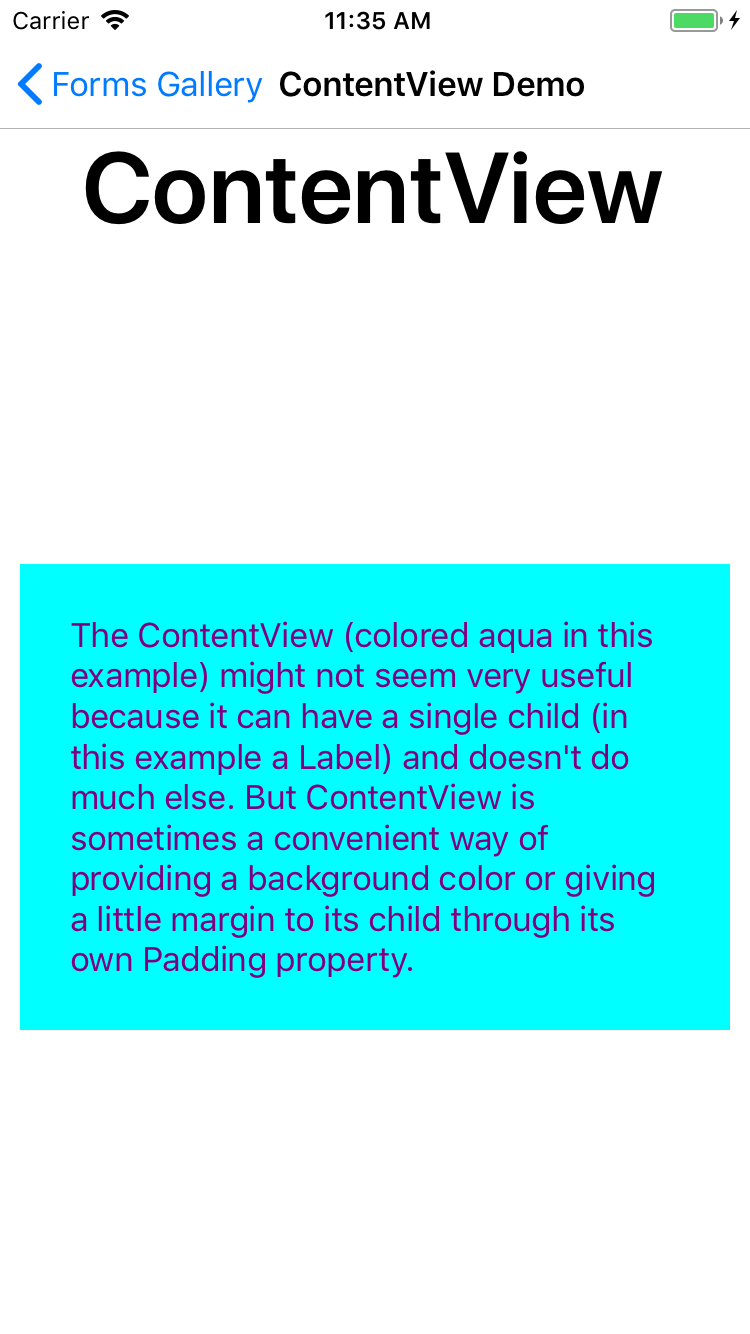 Carrier 11:35 AM
Forms Gallery ContentView Demo
ContentView
The ContentView (colored aqua in this
example) might not seem very useful
because it can have a single child (in
this example a Label) and doesn't do
much else. But ContentView is
sometimes a convenient way of
providing a background color or giving
a little margin to its child through its
own Padding property.